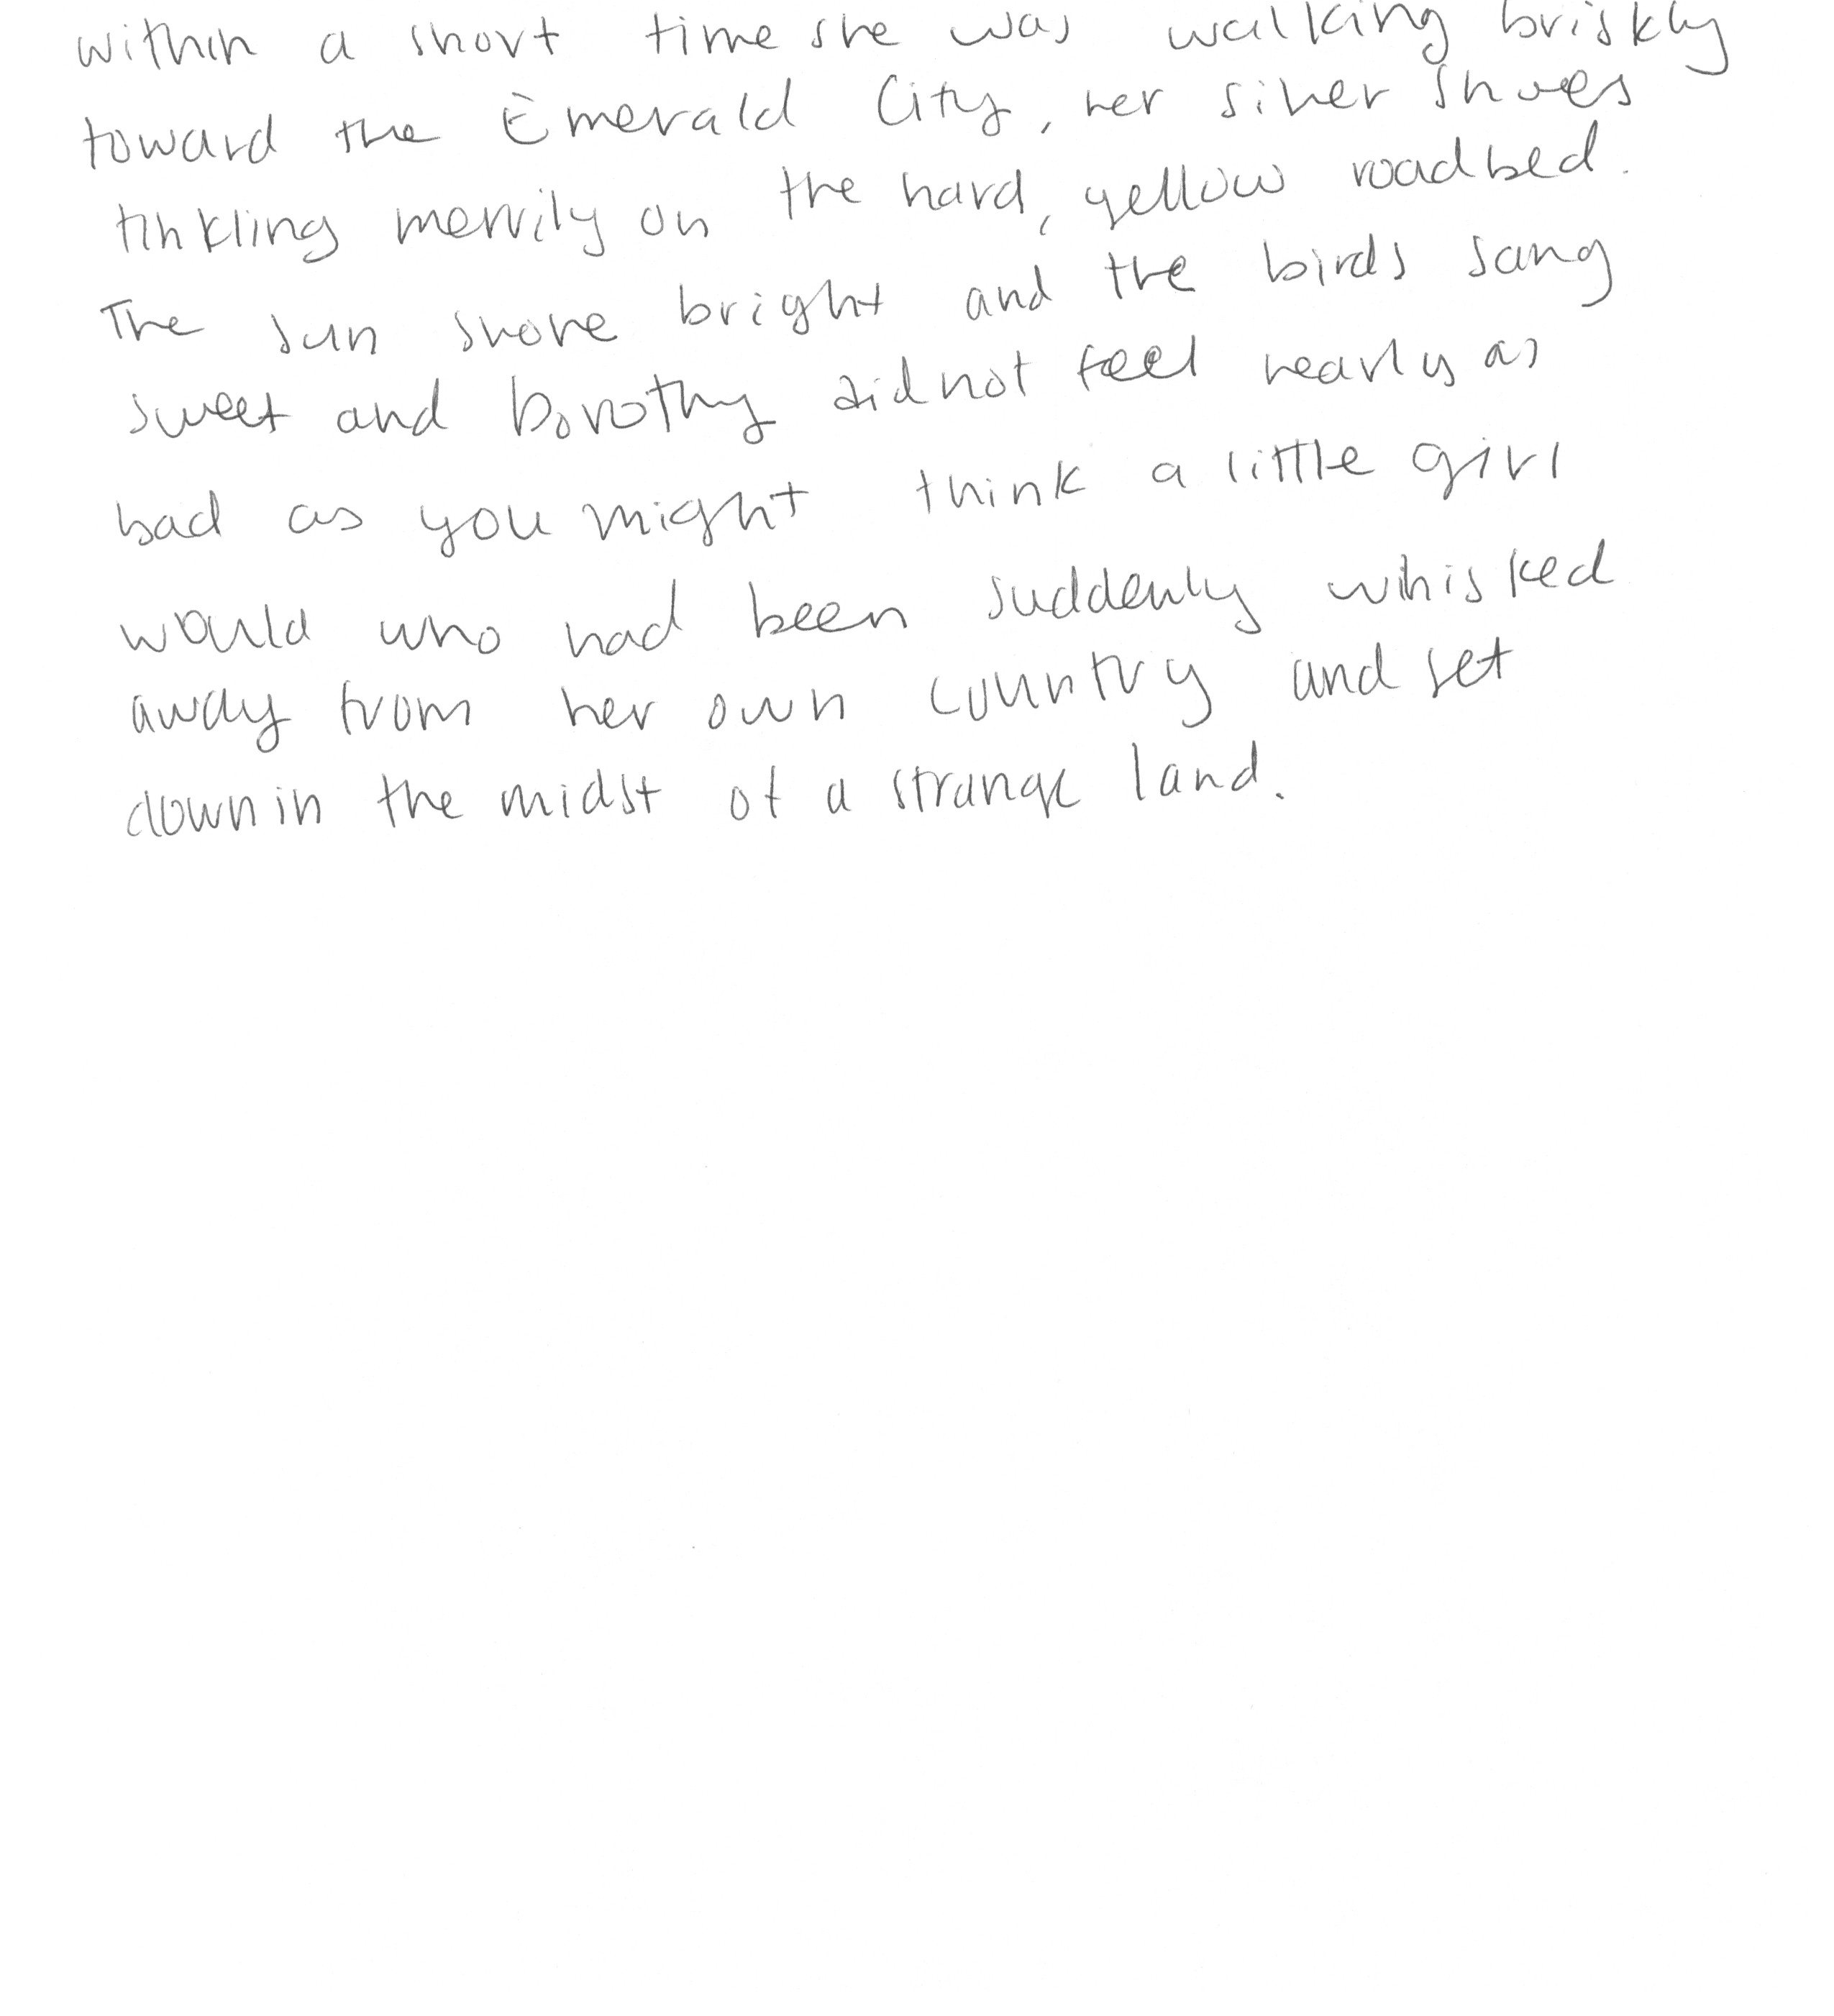 within a short time she was walking briskly
toward the Emerald City, her silver shoes
tinkling merrily on the hard, yellow roadbed.
The sun shone bright and the birds sang
sweet and Dorothy did not feel nearly as
bad as you might think a little girl
would who had been suddenly whisked
away from her own country and set
down in the midst of a strange land.